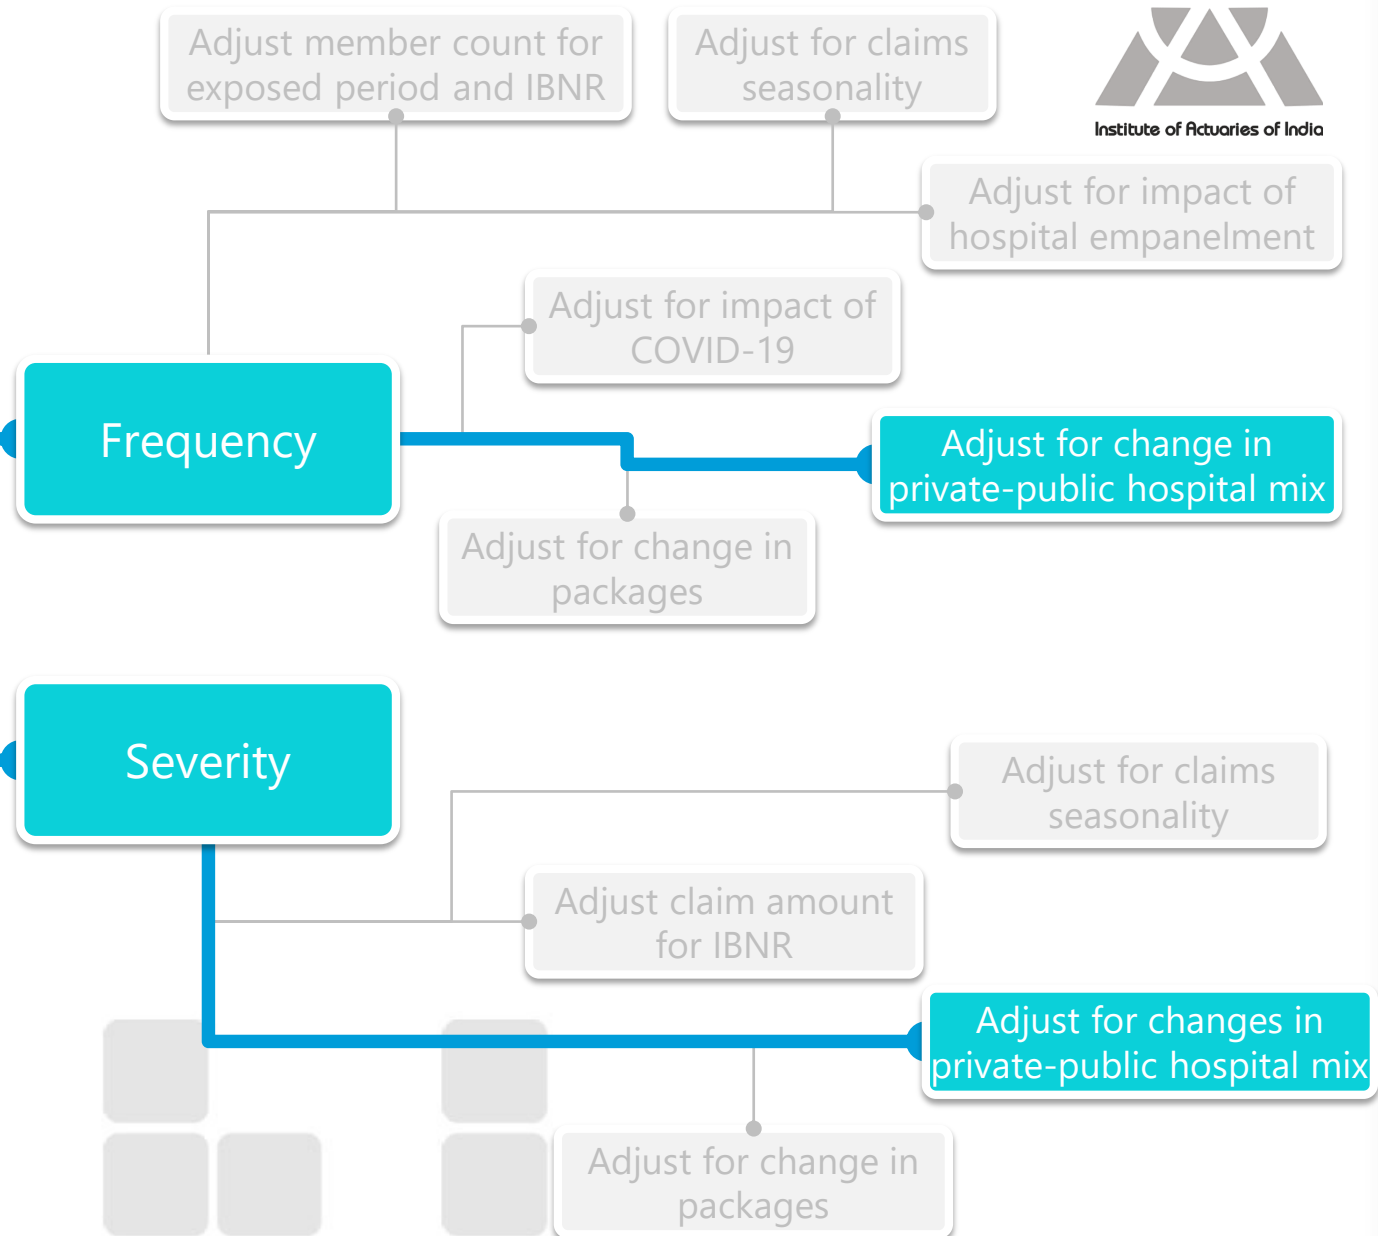 Adjust member count for
exposed period and IBNR
Adjust for claims
seasonality
Institute of Actuaries of India
Adjust for impact of
hospital empanelment
Adjust for impact of
COVID-19
Frequency
Adjust for change in
private-public hospital mix
Adjust for change in
packages
Severity
Adjust for claims
seasonality
Adjust claim amount
for IBNR
Adjust for changes in
private-public hospital mix
Adjust for change in
packages